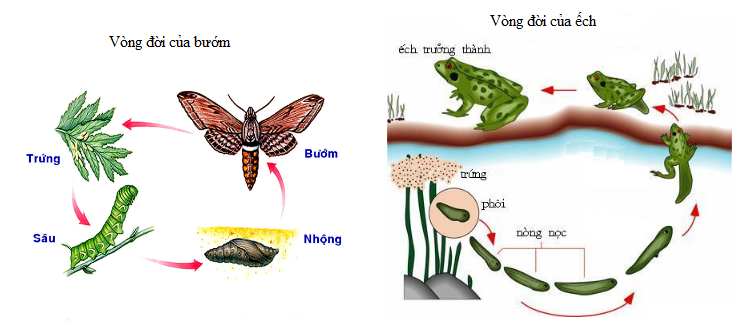 Vòng đời của bướm
Trứng
Bướm
Sâu
Nhộng
Vòng đời của ếch
ếch trưởng thành
trứng
phôi
nòng nọc